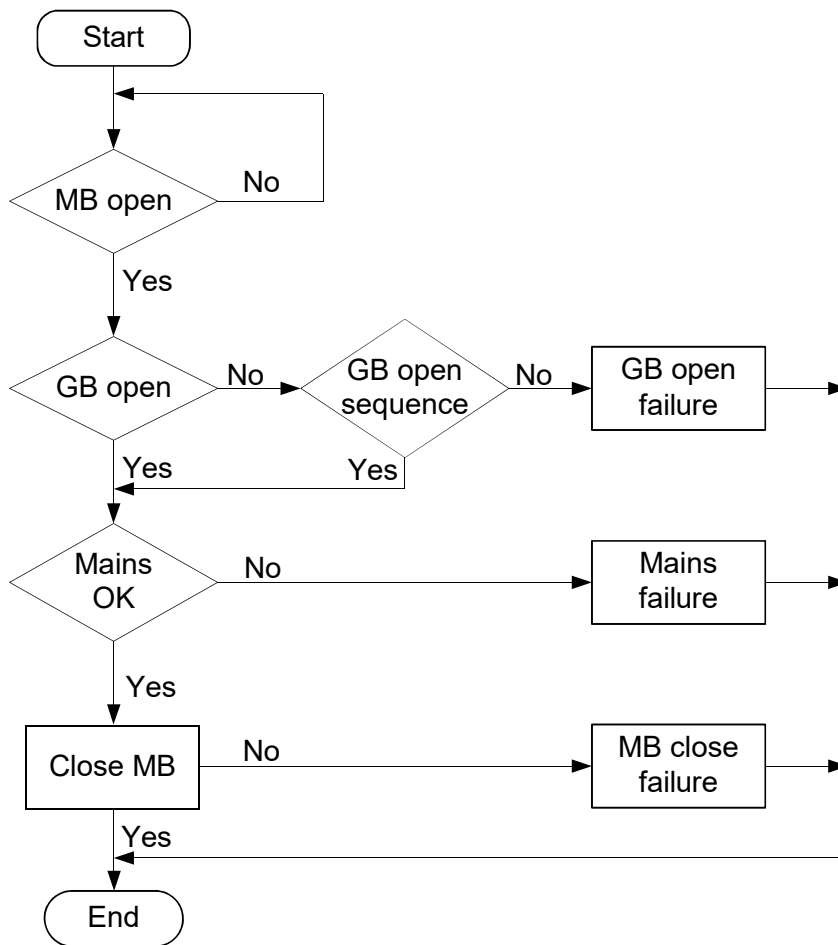 Start
No
MB open
Yes
GB open
No
GB open
sequence
No
GB open
failure
Yes
Yes
Mains
OK
No
Mains
failure
Yes
Close MB
No
MB close
failure
Yes
End